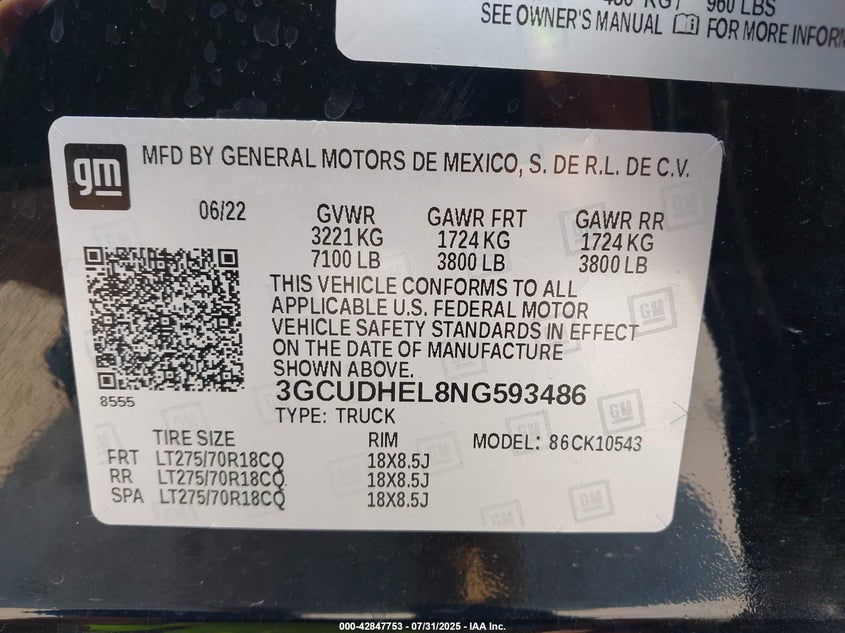 KG / 960 LBS
SEE OWNER'S MANUAL FOR MORE INFORM
gm
MFD BY GENERAL MOTORS DE MEXICO, S. DE R.L. DE C.V.
06/22 GVWR GAWR FRT GAWR RR
3221 KG 1724 KG 1724 KG
7100 LB 3800 LB 3800 LB
THIS VEHICLE CONFORMS TO ALL
APPLICABLE U.S. FEDERAL MOTOR
VEHICLE SAFETY STANDARDS IN EFFECT
ON THE DATE OF MANUFACTURE
SHOWN ABOVE.
3GCUDHEL8NG593486
8555
TYPE: TRUCK
TIRE SIZE RIM MODEL: 86CK10543
FRT LT275/70R18CQ 18X8.5J
RR LT275/70R18CQ 18X8.5J
SPA LT275/70R18CQ 18X8.5J
000-42847753 - 07/31/2025 - IAA Inc.